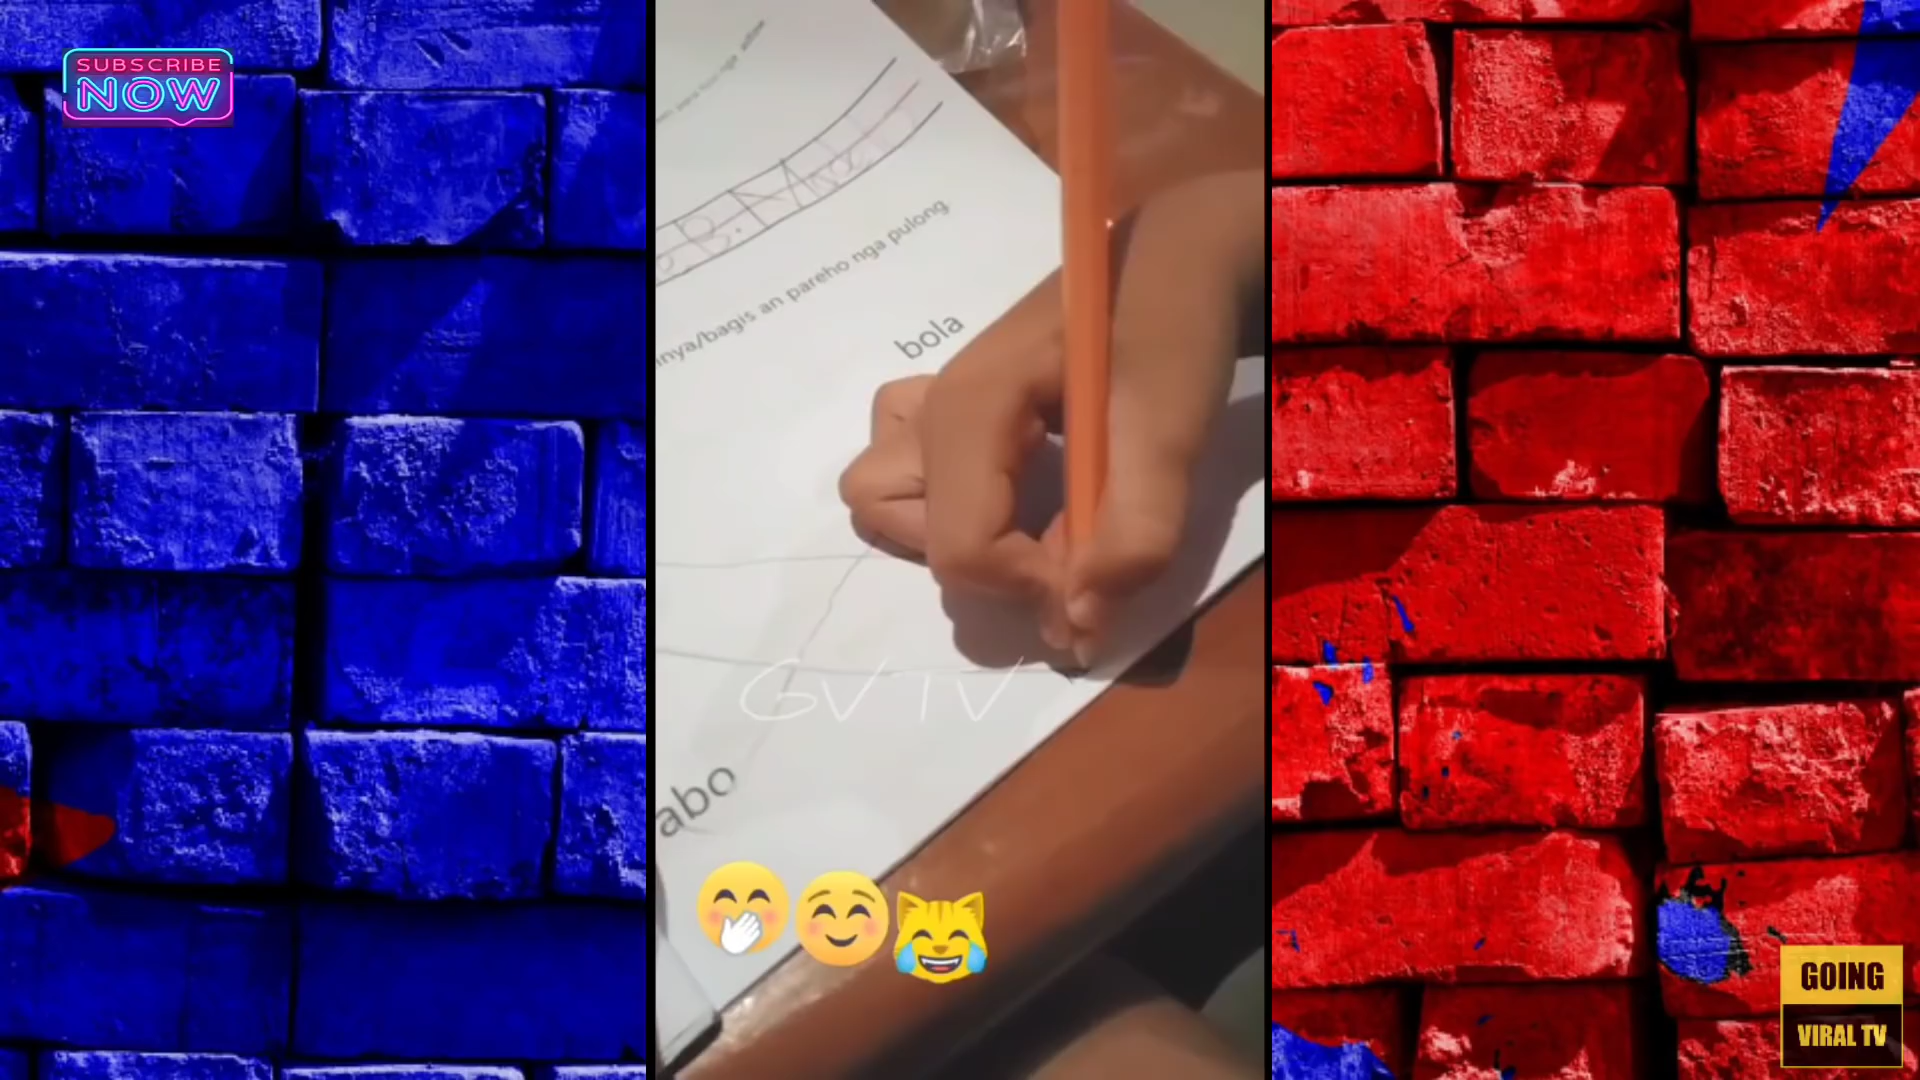 SUBSCRIBE
NOW
B.
nya/bagis an pareho nga pulong
bola
GV TV
abo
GOING
VIRAL TV